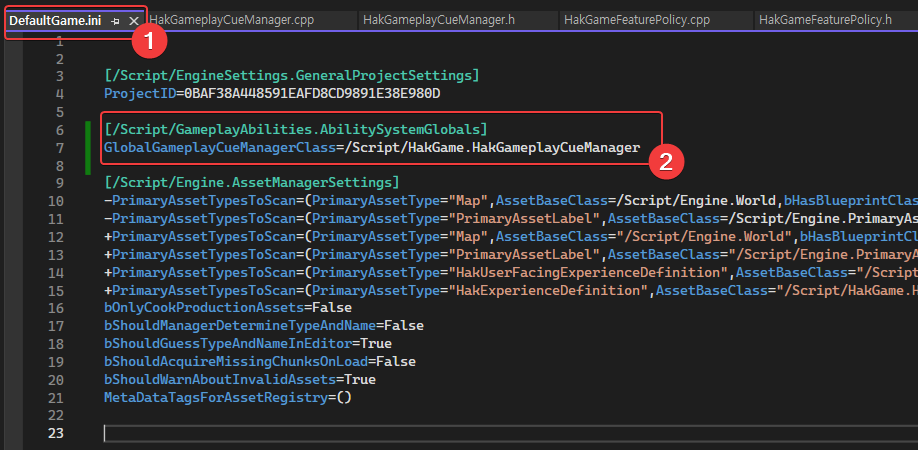 DefaultGame.ini
HakGameplayCueManager.cpp
HakGameplayCueManager.h
HakGameFeaturePolicy.cpp
HakGameFeaturePolicy.h
1
1
2
3 [/Script/EngineSettings.GeneralProjectSettings]
4 ProjectID=0BAF38A448591EAFD8CD9891E38E980D
5
6 [/Script/GameplayAbilities.AbilitySystemGlobals]
7 GlobalGameplayCueManagerClass=/Script/HakGame.HakGameplayCueManager
2
8
9 [/Script/Engine.AssetManagerSettings]
10 -PrimaryAssetTypesToScan=(PrimaryAssetType="Map",AssetBaseClass=/Script/Engine.World,bHasBlueprintClas
11 -PrimaryAssetTypesToScan=(PrimaryAssetType="PrimaryAssetLabel",AssetBaseClass=/Script/Engine.PrimaryAs
12 +PrimaryAssetTypesToScan=(PrimaryAssetType="Map",AssetBaseClass="/Script/Engine.World",bHasBlueprintCl
13 +PrimaryAssetTypesToScan=(PrimaryAssetType="PrimaryAssetLabel",AssetBaseClass="/Script/Engine.PrimaryA
14 +PrimaryAssetTypesToScan=(PrimaryAssetType="HakUserFacingExperienceDefinition",AssetBaseClass="/Script
15 +PrimaryAssetTypesToScan=(PrimaryAssetType="HakExperienceDefinition",AssetBaseClass="/Script/HakGame.H
16 bOnlyCookProductionAssets=False
17 bShouldManagerDetermineTypeAndName=False
18 bShouldGuessTypeAndNameInEditor=True
19 bShouldAcquireMissingChunksOnLoad=False
20 bShouldWarnAboutInvalidAssets=True
21 MetaDataTagsForAssetRegistry=()
22
23